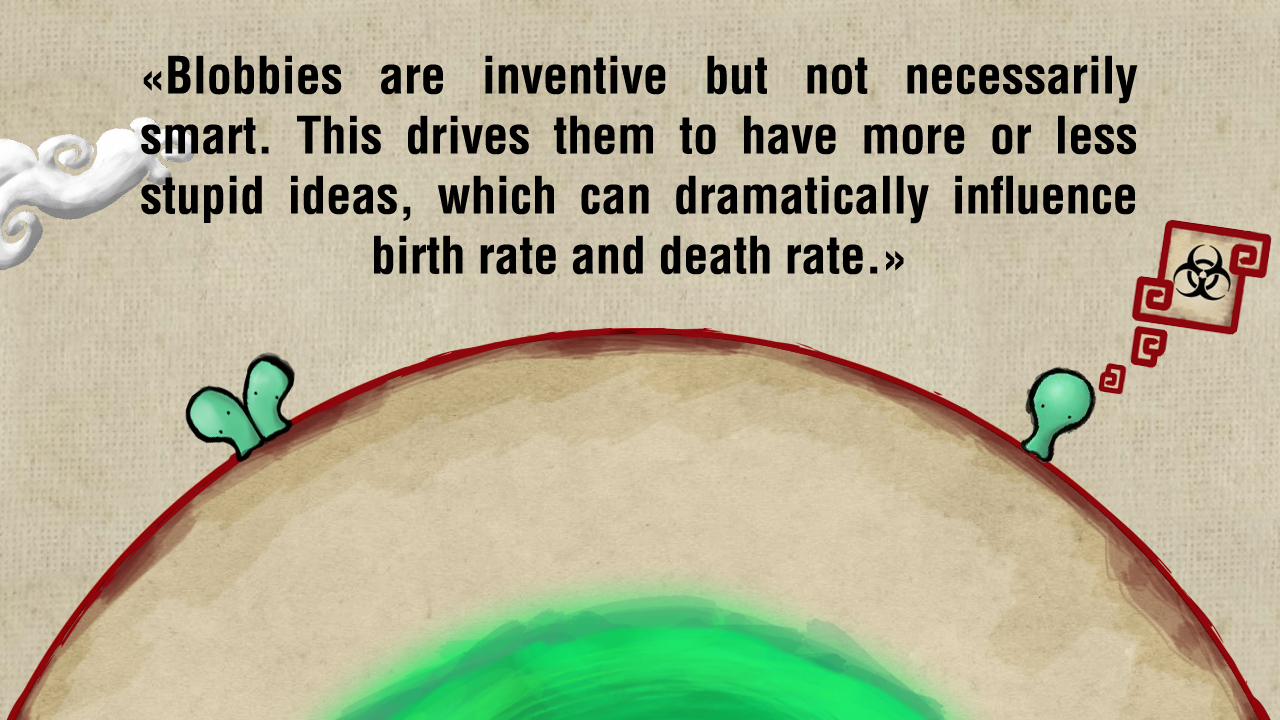 «Blobbies are inventive but not necessarily
smart. This drives them to have more or less
stupid ideas, which can dramatically influence
birth rate and death rate.»